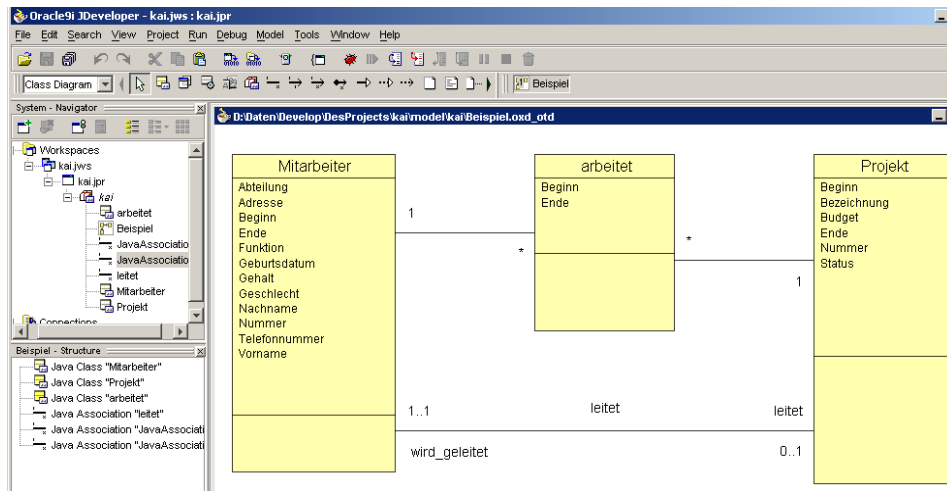 Oracle9i JDeveloper - kai.jws : kai.jpr
File Edit Search View Project Run Debug Model Tools Window Help
Class Diagram
Beispiel
System - Navigator
Workspaces
kai.jws
kai.jpr
kai
arbeitet
Beispiel
JavaAssociatio
JavaAssociatio
leitet
Mitarbeiter
Projekt
Connections
Beispiel - Structure
Java Class "Mitarbeiter"
Java Class "Projekt"
Java Class "arbeitet"
Java Association "leitet"
Java Association "JavaAssociati
Java Association "JavaAssociati
D:\Daten\Develop\DesProjects\kai\model\kai\Beispiel.oxd_otd
Mitarbeiter
Abteilung
Adresse
Beginn
Ende
Funktion
Geburtsdatum
Gehalt
Geschlecht
Nachname
Nummer
Telefonnummer
Vorname
1
*
arbeitet
Beginn
Ende
*
1
Projekt
Beginn
Bezeichnung
Budget
Ende
Nummer
Status
1..1
leitet
leitet
wird_geleitet
0..1